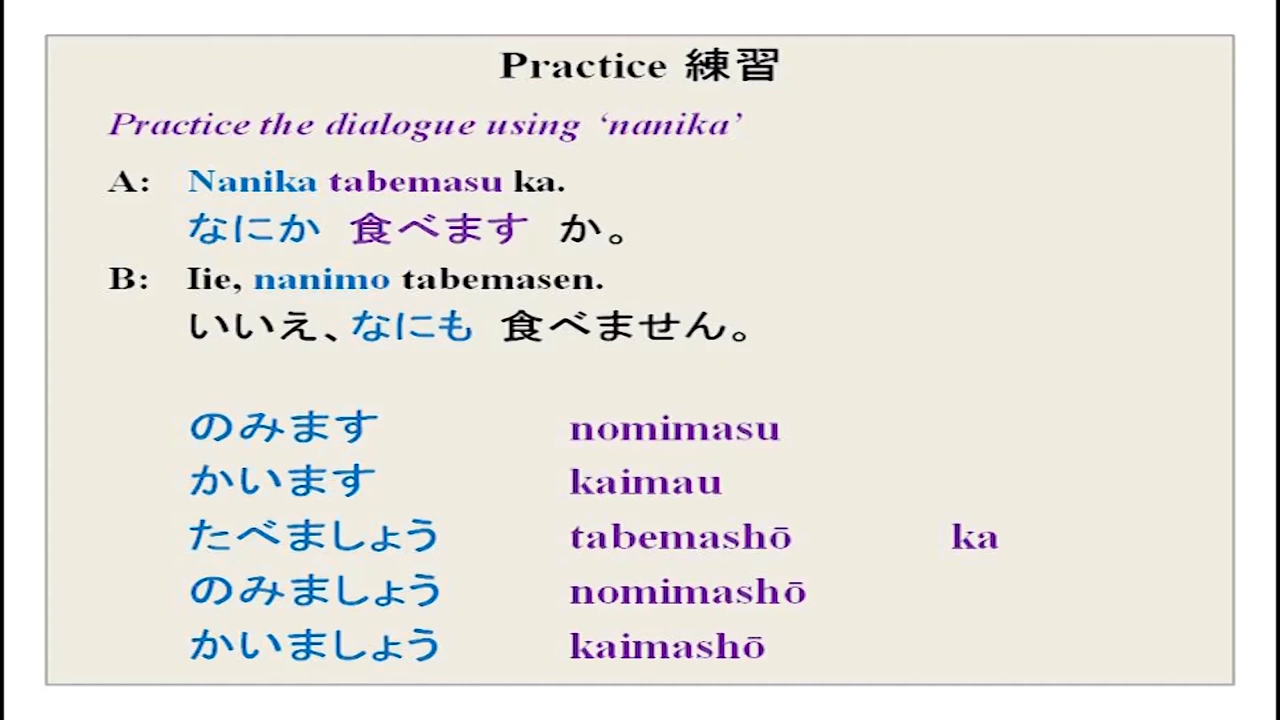 Practice 練習
Practice the dialogue using ‘nanika’
A: Nanika tabemasu ka.
なにか 食べます か。
B: Iie, nanimo tabemasen.
いいえ、なにも 食べません。
のみます nomimasu
かいます kaimau
たべましょう tabemashō ka
のみましょう nomimashō
かいましょう kaimashō